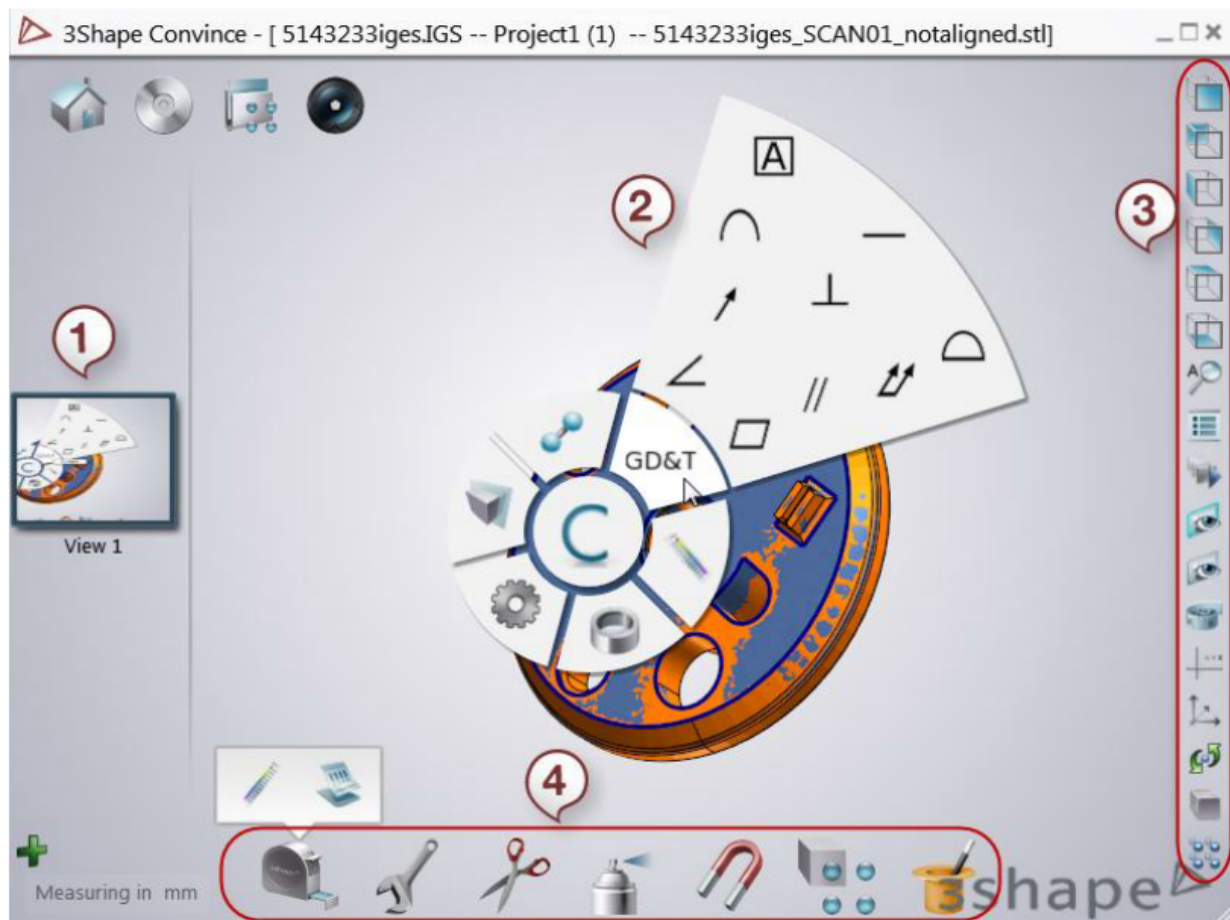 3Shape Convince - [ 5143233iges.IGS -- Project1 (1) -- 5143233iges_SCAN01_notaligned.stl]
A
2
3
1
GD&T
C
View 1
4
Measuring in mm
3shape